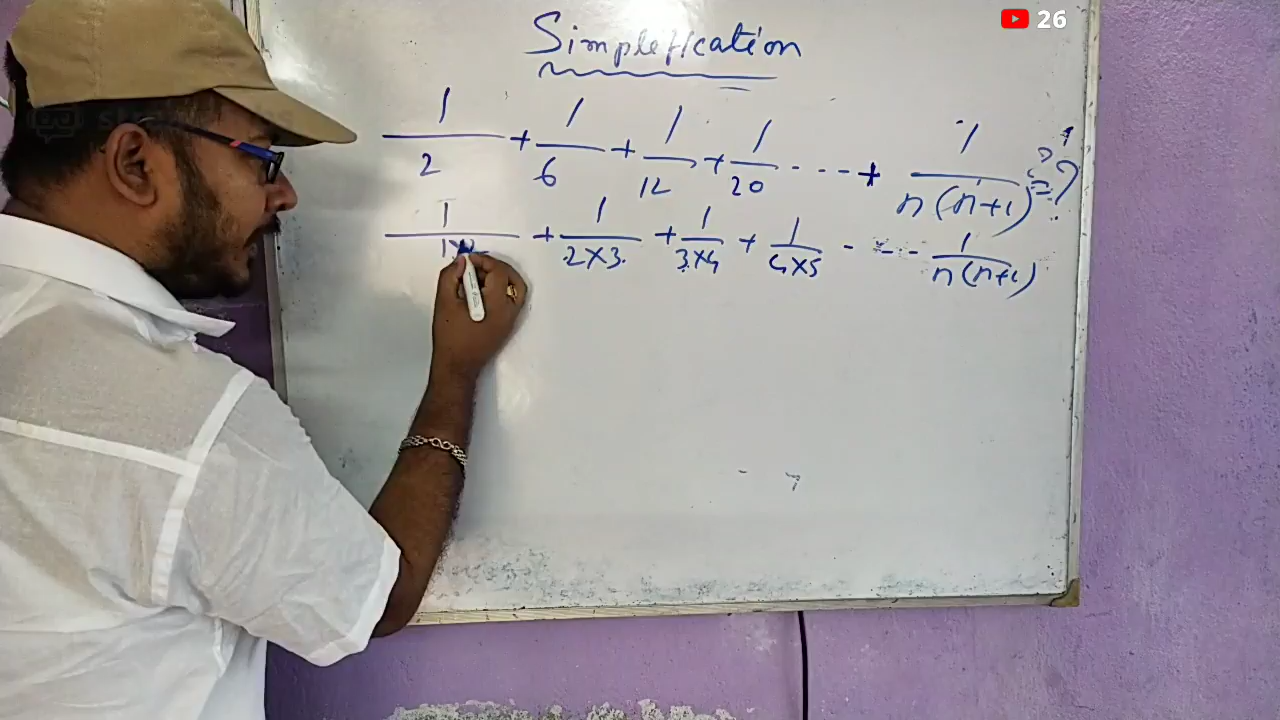 26
Simplefication
1/2 + 1/6 + 1/12 + 1/20 ----+ 1/n(n+1) = ?
1/1×2 + 1/2×3 + 1/3×4 + 1/4×5 - --- 1/n(n+1)